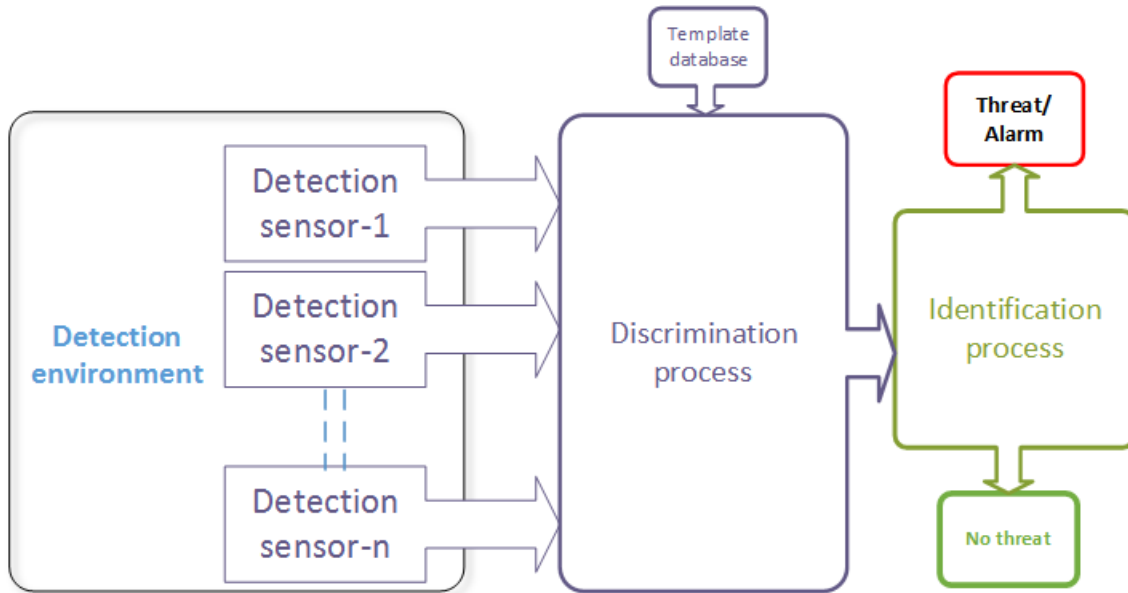 Template
database
Threat/
Alarm
Detection
sensor-1
Detection
sensor-2
Detection
environment
Discrimination
process
Identification
process
Detection
sensor-n
No threat